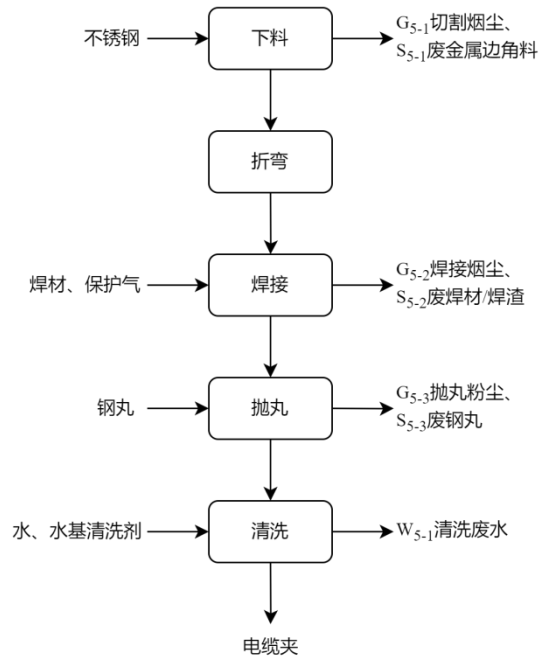 不锈钢
下料
G5-1切割烟尘、
S5-1废金属边角料
折弯
焊材、保护气
焊接
G5-2焊接烟尘、
S5-2废焊材/焊渣
钢丸
抛丸
G5-3抛丸粉尘、
S5-3废钢丸
水、水基清洗剂
清洗
W5-1清洗废水
电缆夹